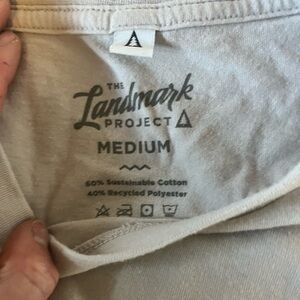 THE
Landmark
PROJECT
MEDIUM
60% Sustainable Cotton
40% Recycled Polyester